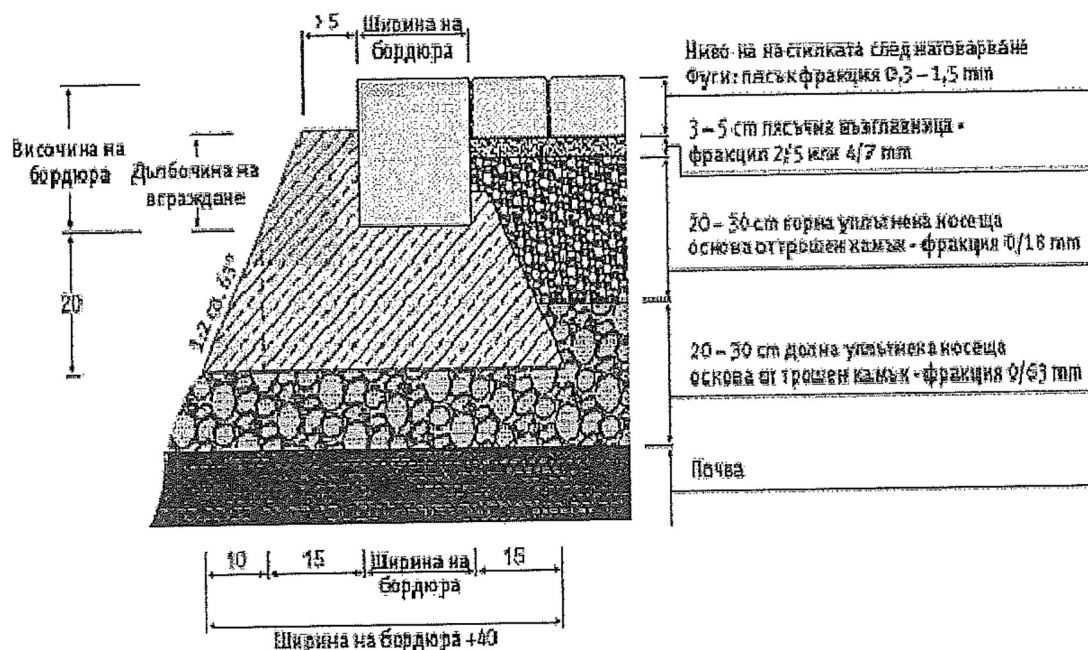 >5
Ширина на
бордюра
Ниво на настилката след натоварване
Фуги: пясък фракция 0,3 – 1,5 mm
3 – 5 cm пясъчна възглавница -
фракция 2/5 или 4/7 mm
Височина на
бордюра
Дълбочина на
вграждане
20 – 30 cm горна уплътнена носеща
основа от трошен камък - фракция 0/16 mm
20
20 – 30 cm долна уплътнена носеща
основа от трошен камък - фракция 0/63 mm
Почва
10
15
Ширина на
бордюра
15
Ширина на бордюра +40